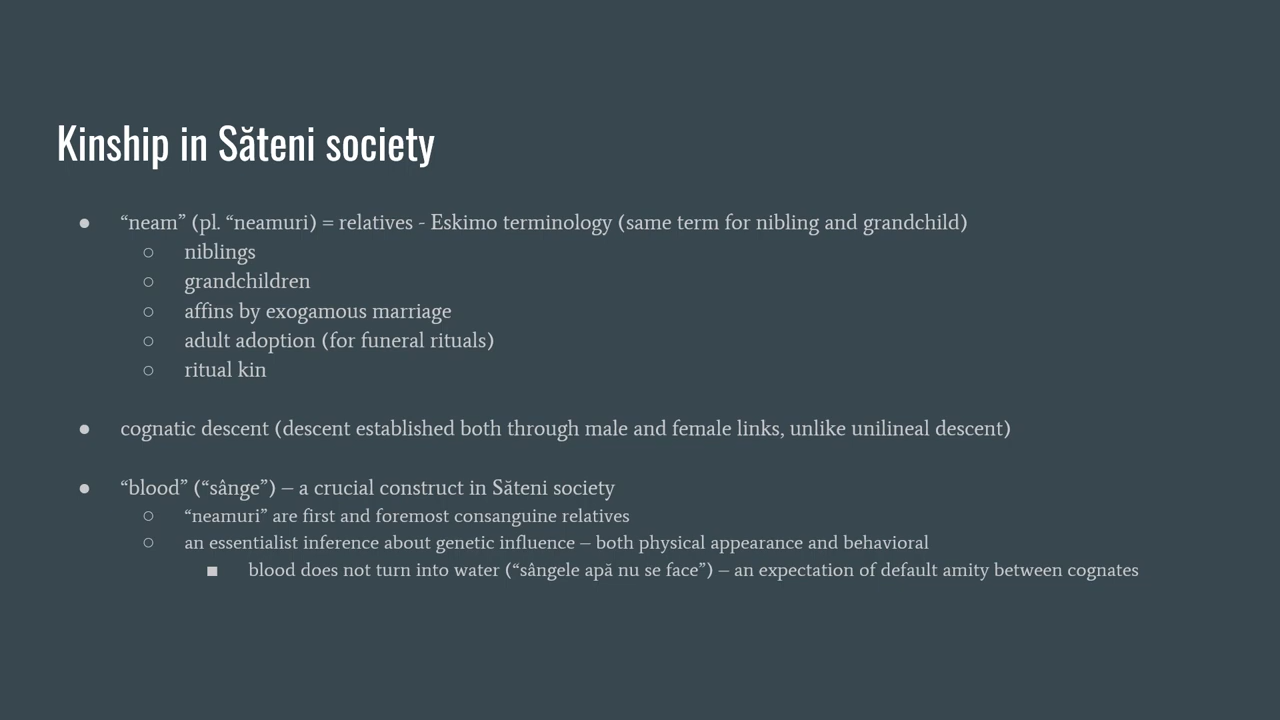 Kinship in Săteni society
● “neam” (pl. “neamuri) = relatives - Eskimo terminology (same term for nibling and grandchild)
○ niblings
○ grandchildren
○ affins by exogamous marriage
○ adult adoption (for funeral rituals)
○ ritual kin
● cognatic descent (descent established both through male and female links, unlike unilineal descent)
● “blood” (“sânge”) – a crucial construct in Săteni society
○ “neamuri” are first and foremost consanguine relatives
○ an essentialist inference about genetic influence – both physical appearance and behavioral
■ blood does not turn into water (“sângele apă nu se face”) – an expectation of default amity between cognates